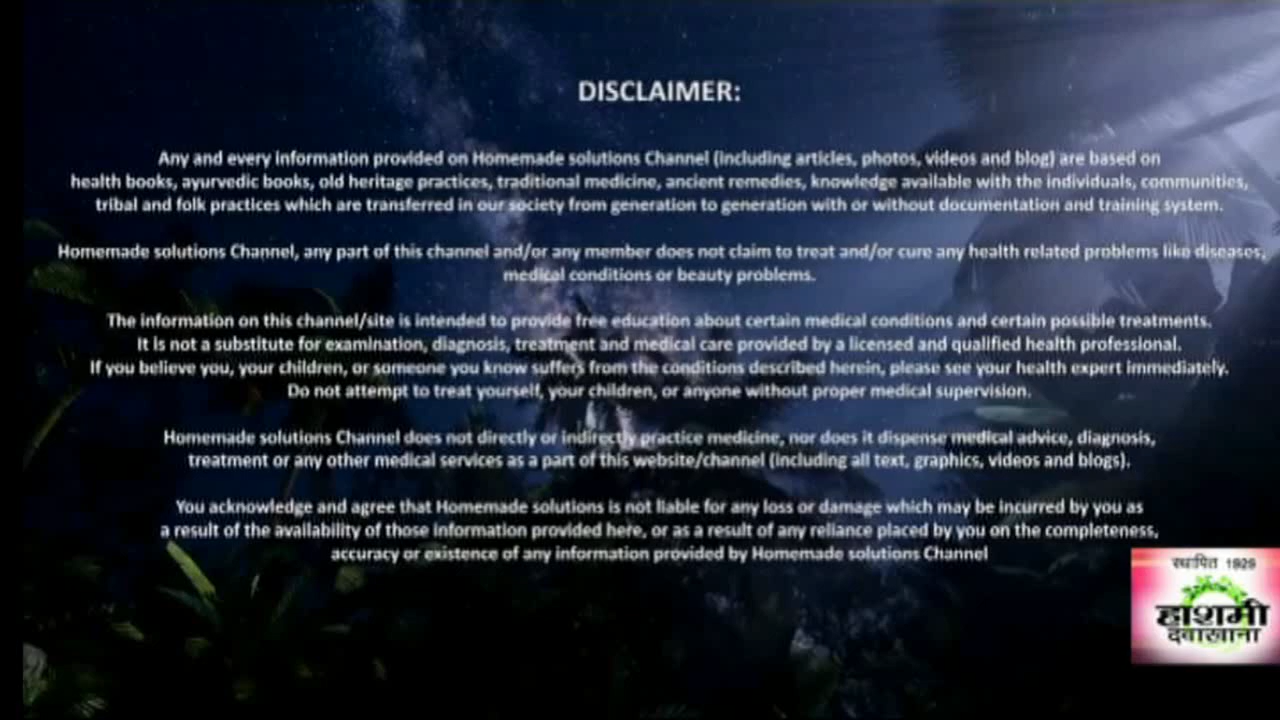 DISCLAIMER:
Any and every information provided on Homemade solutions Channel (including articles, photos, videos and blog) are based on
health books, ayurvedic books, old heritage practices, traditional medicine, ancient remedies, knowledge available with the individuals, communities,
tribal and folk practices which are transferred in our society from generation to generation with or without documentation and training system.
Homemade solutions Channel, any part of this channel and/or any member does not claim to treat and/or cure any health related problems like diseases,
medical conditions or beauty problems.
The information on this channel/site is intended to provide free education about certain medical conditions and certain possible treatments.
It is not a substitute for examination, diagnosis, treatment and medical care provided by a licensed and qualified health professional.
If you believe you, your children, or someone you know suffers from the conditions described herein, please see your health expert immediately.
Do not attempt to treat yourself, your children, or anyone without proper medical supervision.
Homemade solutions Channel does not directly or indirectly practice medicine, nor does it dispense medical advice, diagnosis,
treatment or any other medical services as a part of this website/channel (including all text, graphics, videos and blogs).
You acknowledge and agree that Homemade solutions is not liable for any loss or damage which may be incurred by you as
a result of the availability of those information provided here, or as a result of any reliance placed by you on the completeness,
accuracy or existence of any information provided by Homemade solutions Channel
स्थापित 1929
हाशमी
दवाखाना